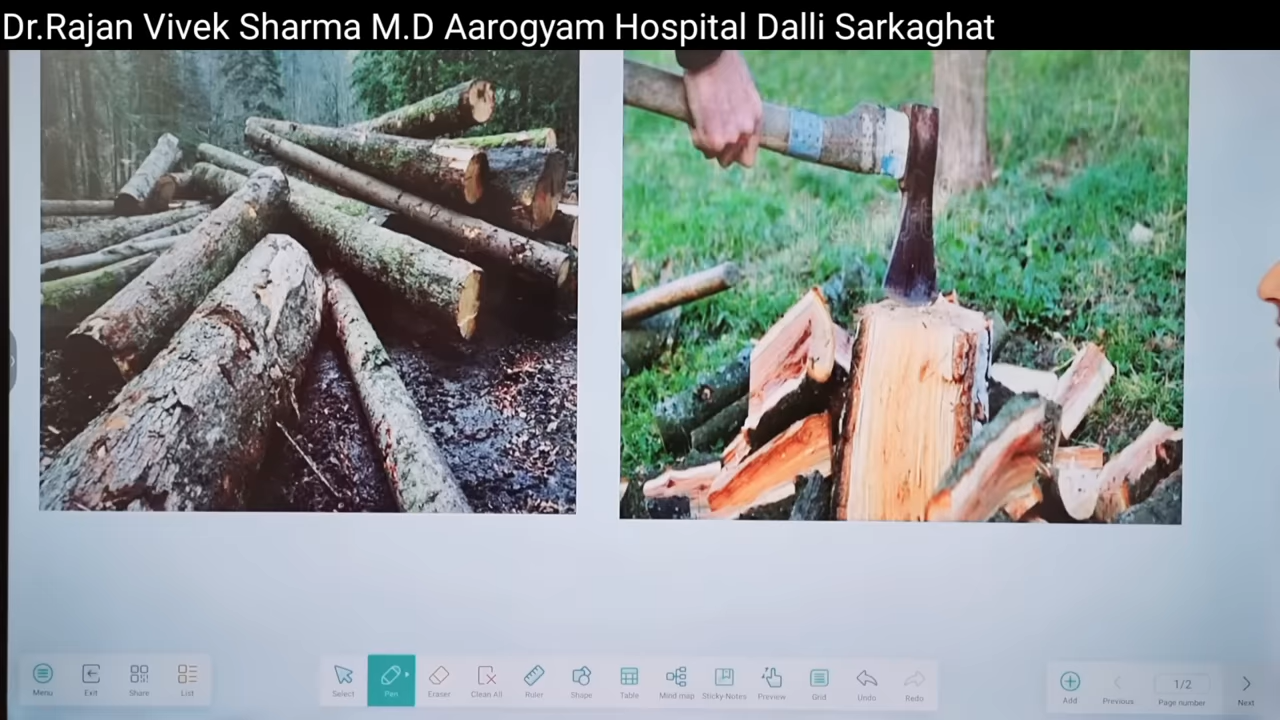 Dr.Rajan Vivek Sharma M.D Aarogyam Hospital Dalli Sarkaghat
Menu
Exit
Share
List
Select
Pen
Eraser
Clean All
Ruler
Shape
Table
Mind map
Sticky-Notes
Preview
Grid
Undo
Redo
Add
Previous
1/2
Page number
Next